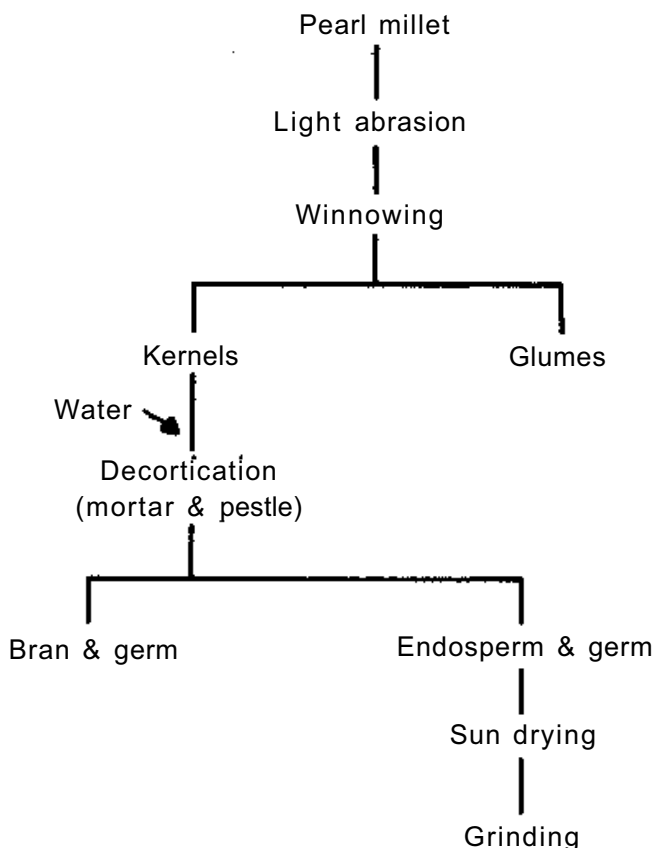 Pearl millet
Light abrasion
Winnowing
Kernels
Glumes
Water
Decortication
(mortar & pestle)
Bran & germ
Endosperm & germ
Sun drying
Grinding